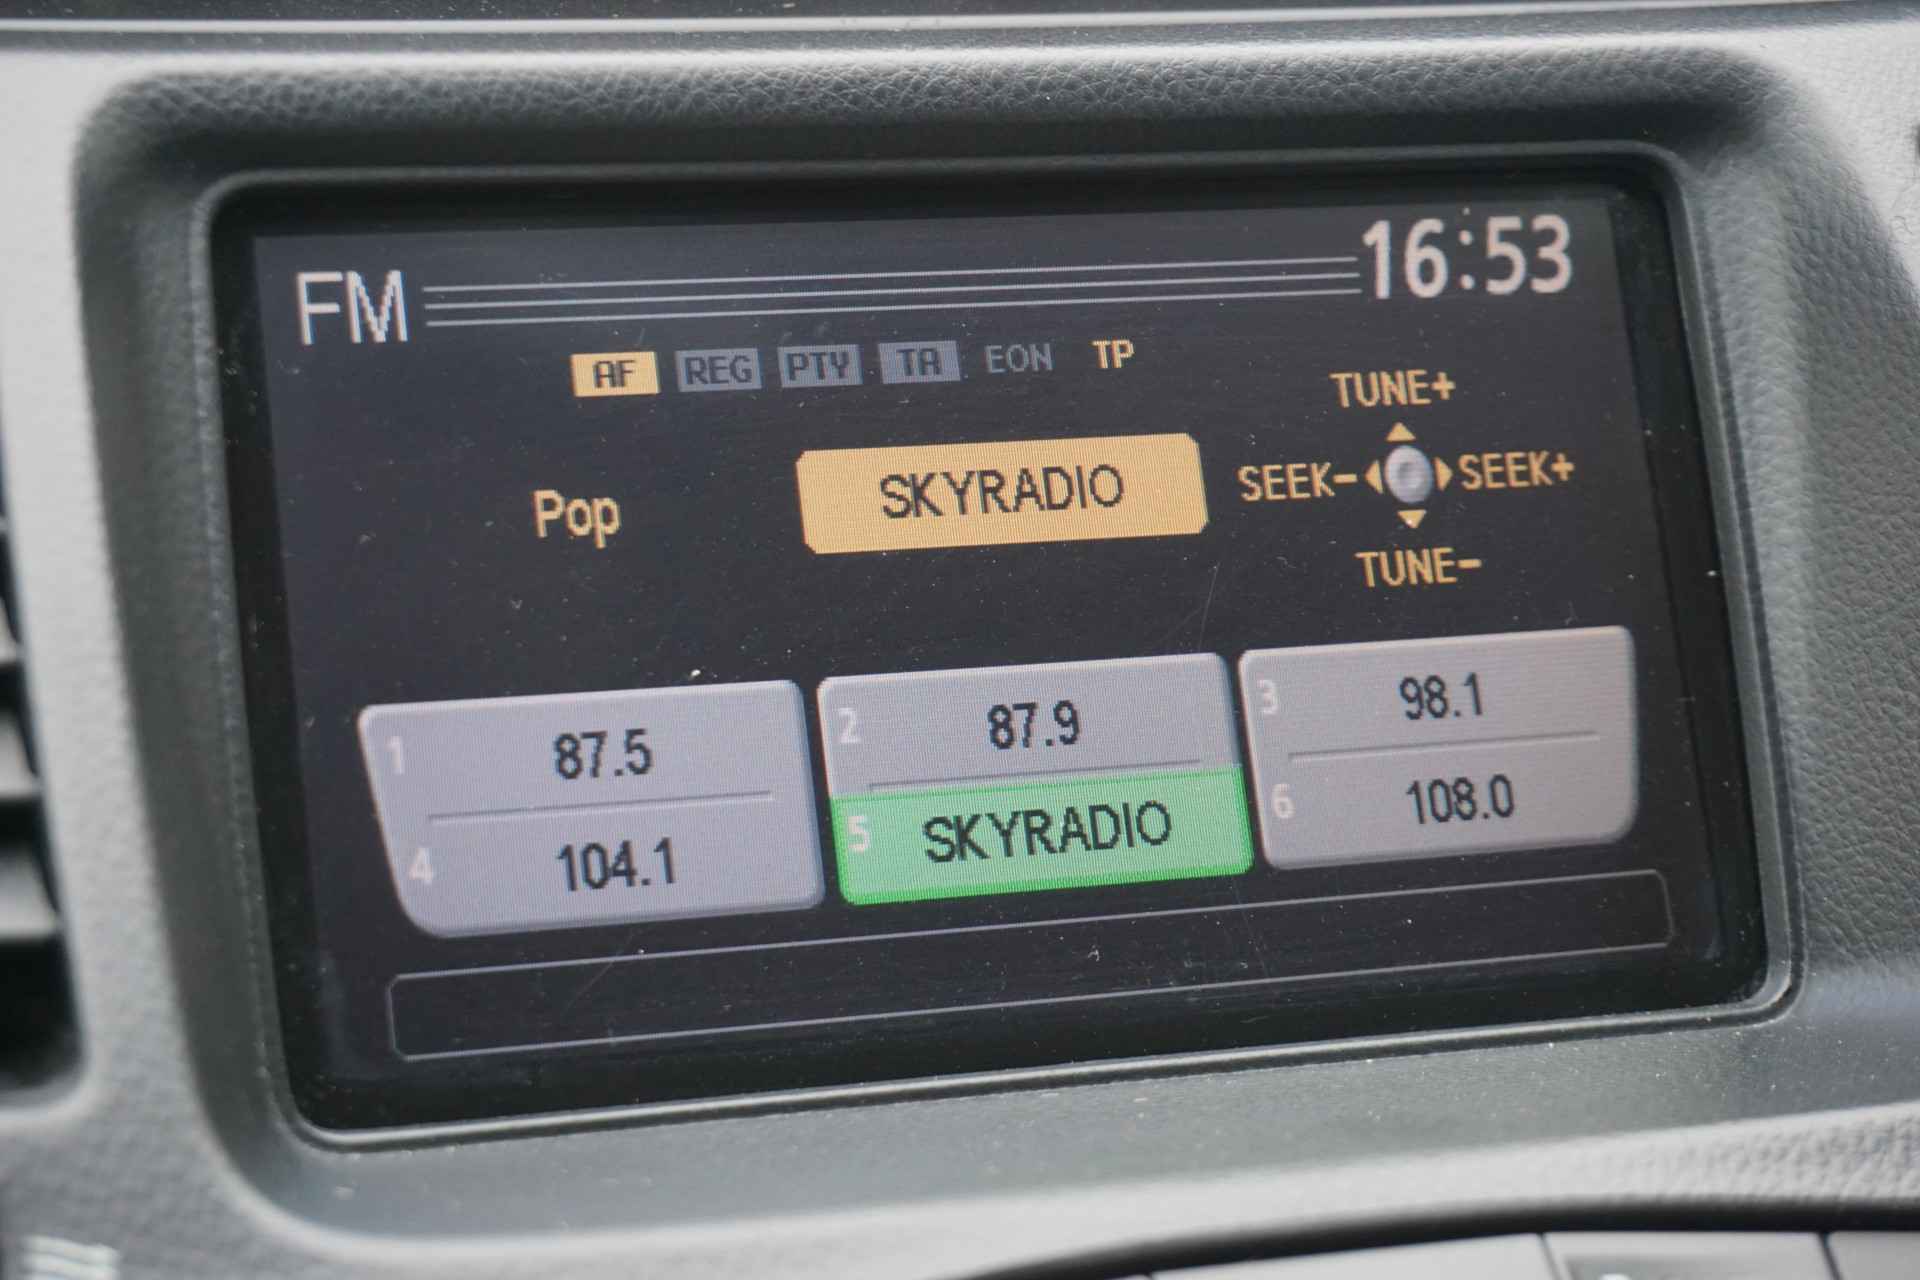 FM 16:53
AF REG PTY TA EON TP
TUNE+
Pop SKYRADIO SEEK- SEEK+
TUNE-
1 87.5 2 87.9 3 98.1
4 104.1 5 SKYRADIO 6 108.0